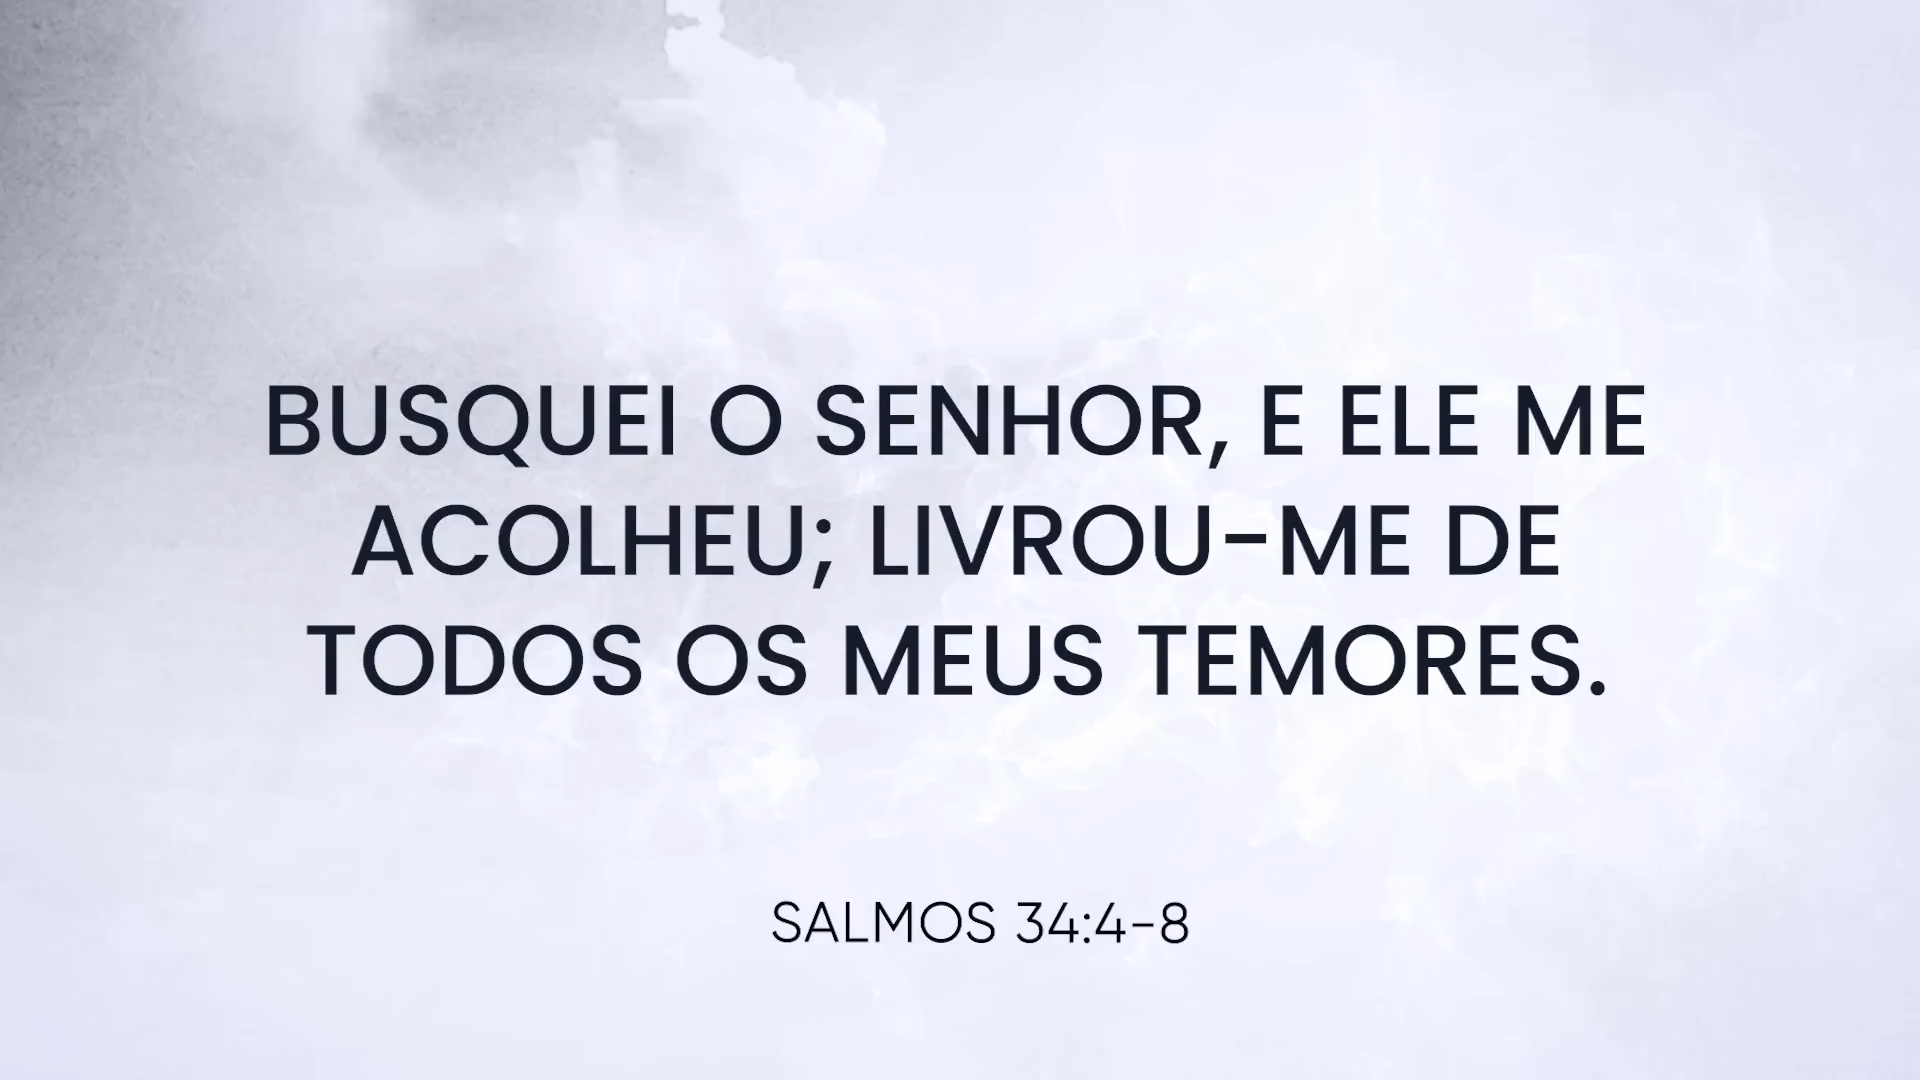 BUSQUEI O SENHOR, E ELE ME
ACOLHEU; LIVROU-ME DE
TODOS OS MEUS TEMORES.
SALMOS 34:4-8